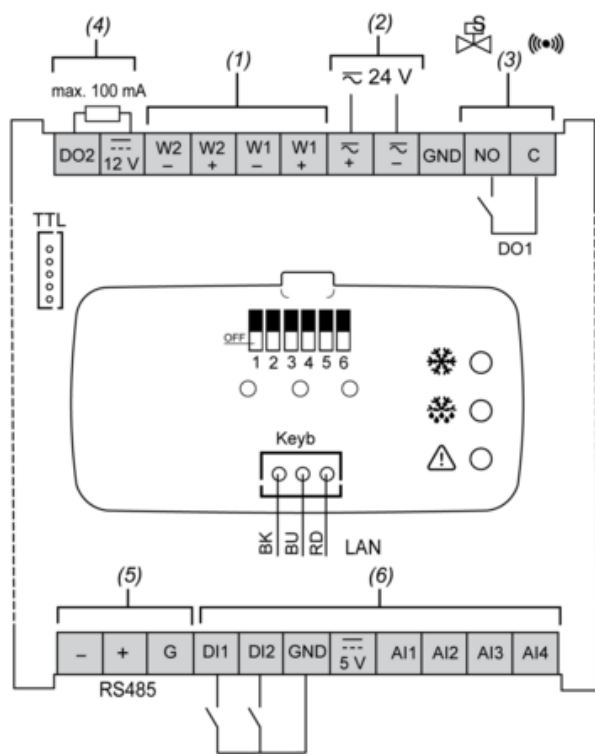 (4)
(1)
(2)
S
(3)
max. 100 mA
24 V
DO2
12 V
W2 –
W2 +
W1 –
W1 +
+
–
GND
NO
C
DO1
TTL
OFF
1 2 3 4 5 6
Keyb
BK
BU
RD
LAN
(5)
(6)
– + G DI1 DI2 GND 5 V AI1 AI2 AI3 AI4
RS485